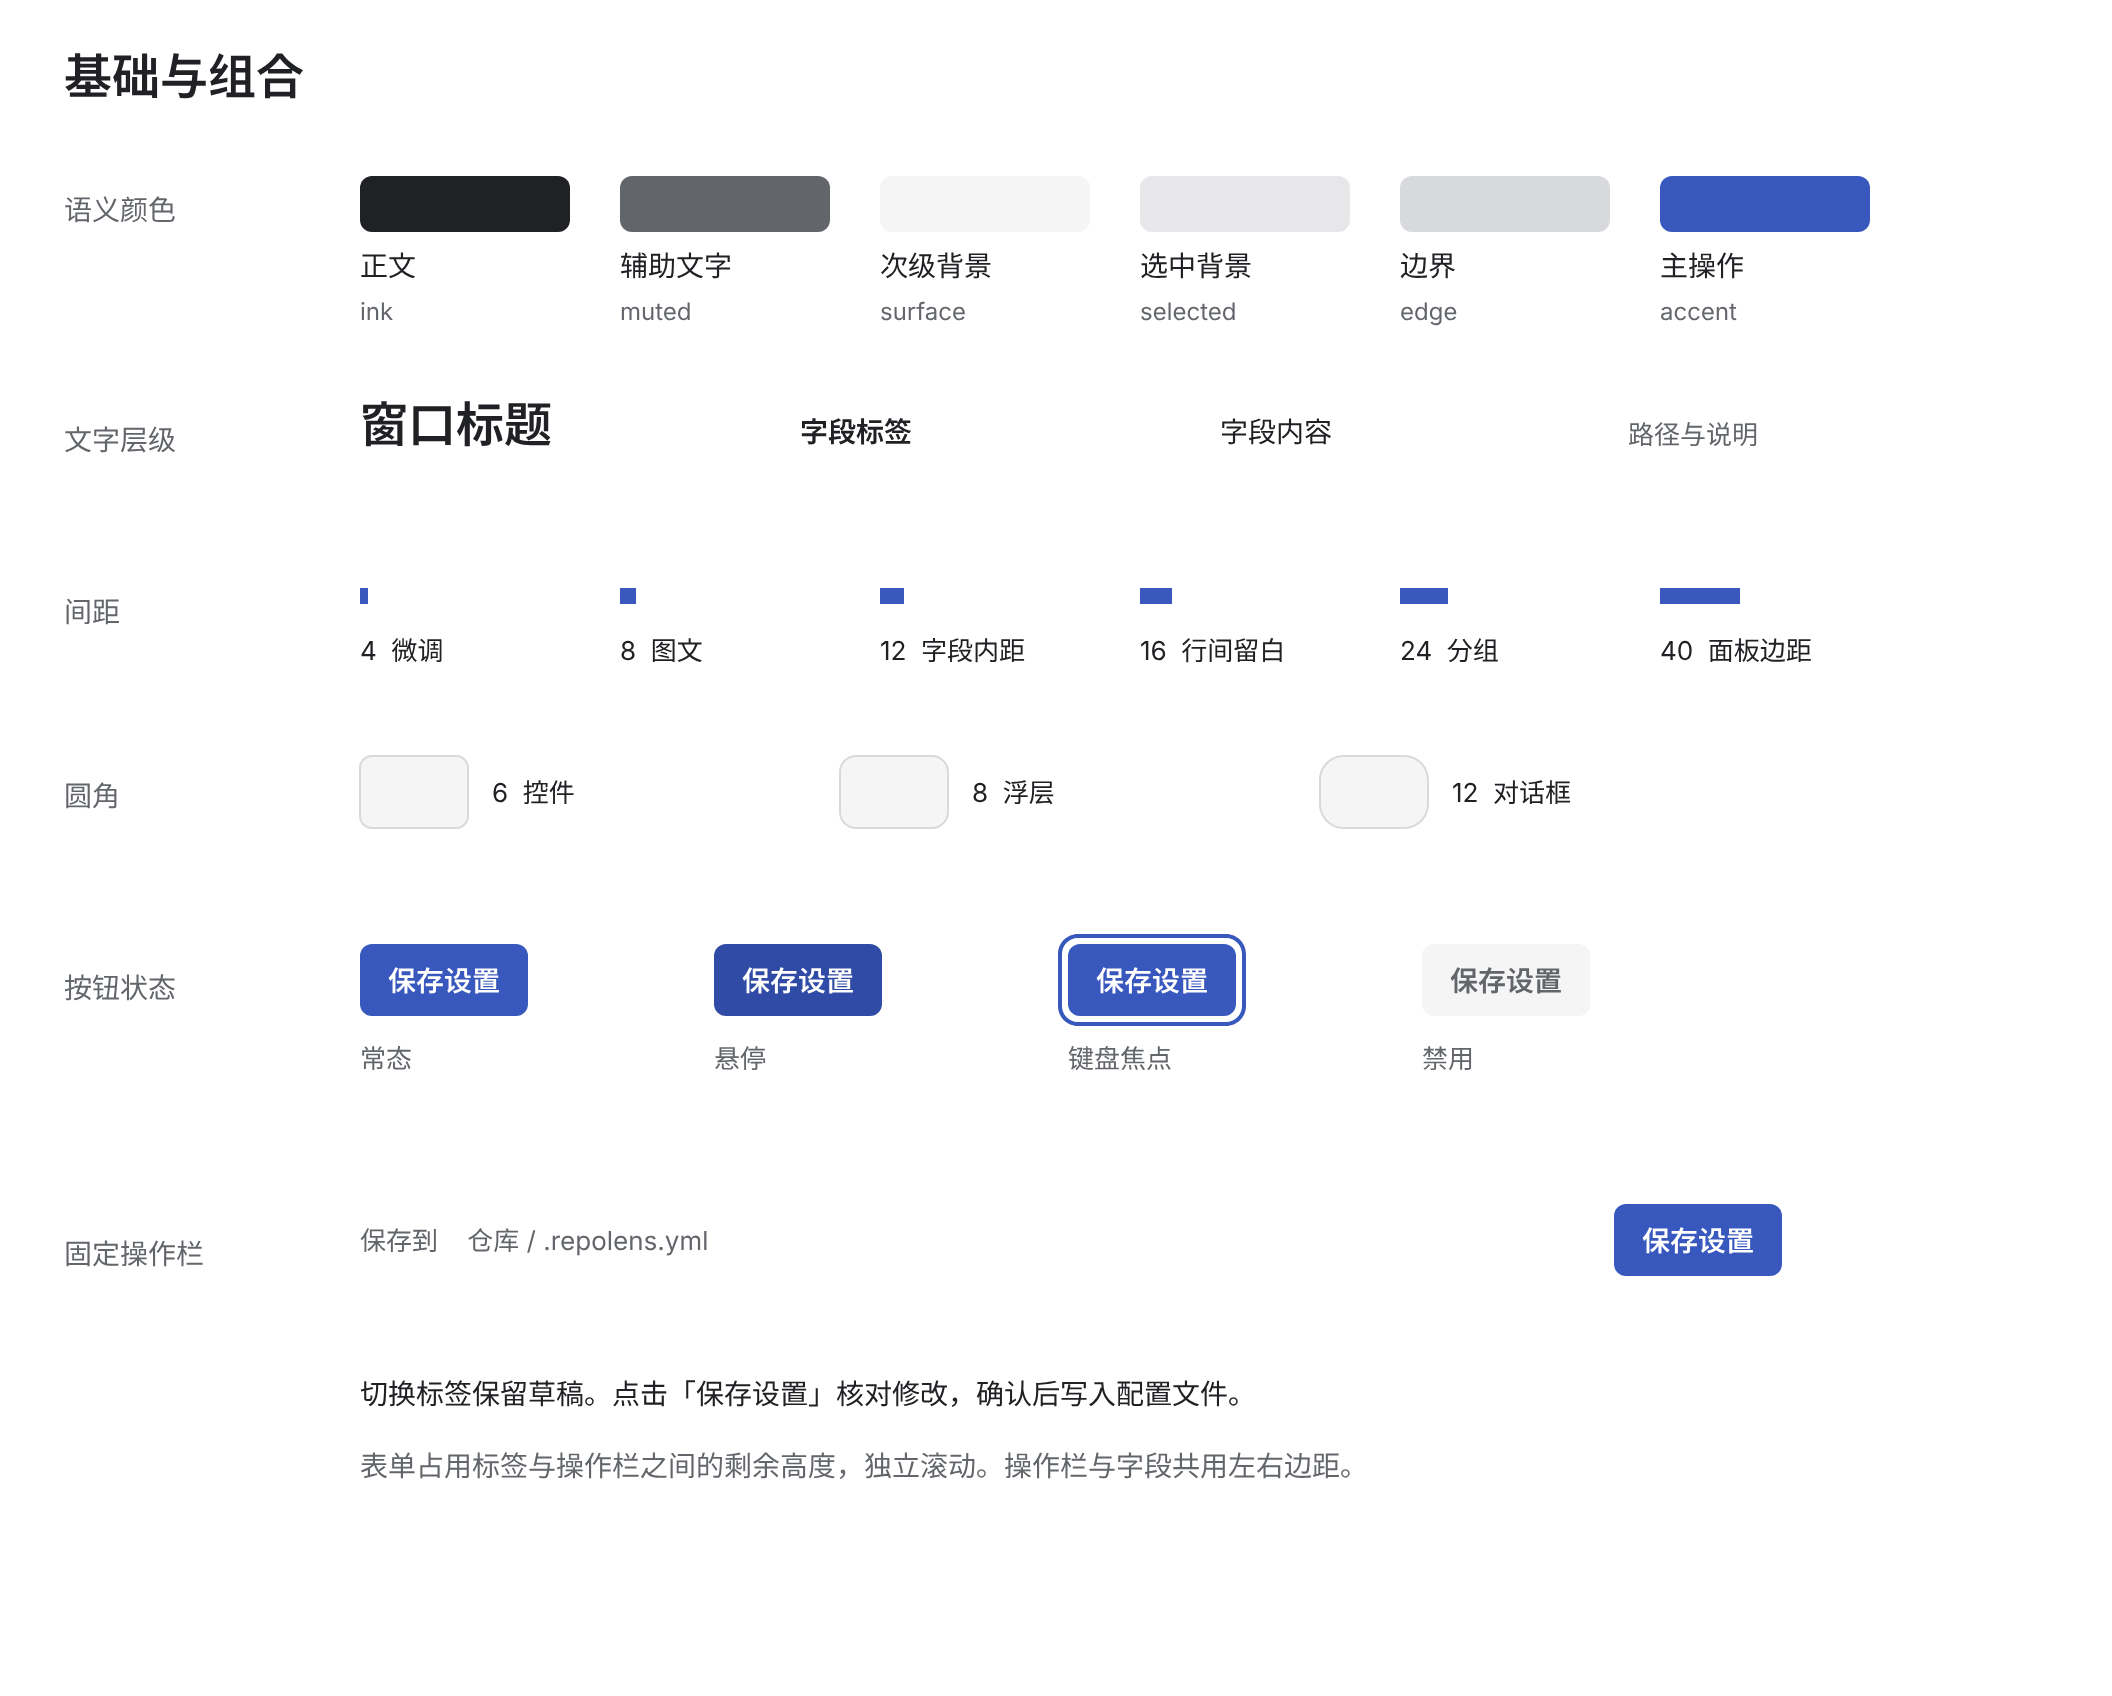 基础与组合
语义颜色
正文 辅助文字 次级背景 选中背景 边界 主操作
ink muted surface selected edge accent
文字层级 窗口标题 字段标签 字段内容 路径与说明
间距
4 微调 8 图文 12 字段内距 16 行间留白 24 分组 40 面板边距
圆角 6 控件 8 浮层 12 对话框
按钮状态 保存设置 保存设置 保存设置 保存设置
常态 悬停 键盘焦点 禁用
固定操作栏 保存到 仓库 / .repolens.yml 保存设置
切换标签保留草稿。点击「保存设置」核对修改，确认后写入配置文件。
表单占用标签与操作栏之间的剩余高度，独立滚动。操作栏与字段共用左右边距。